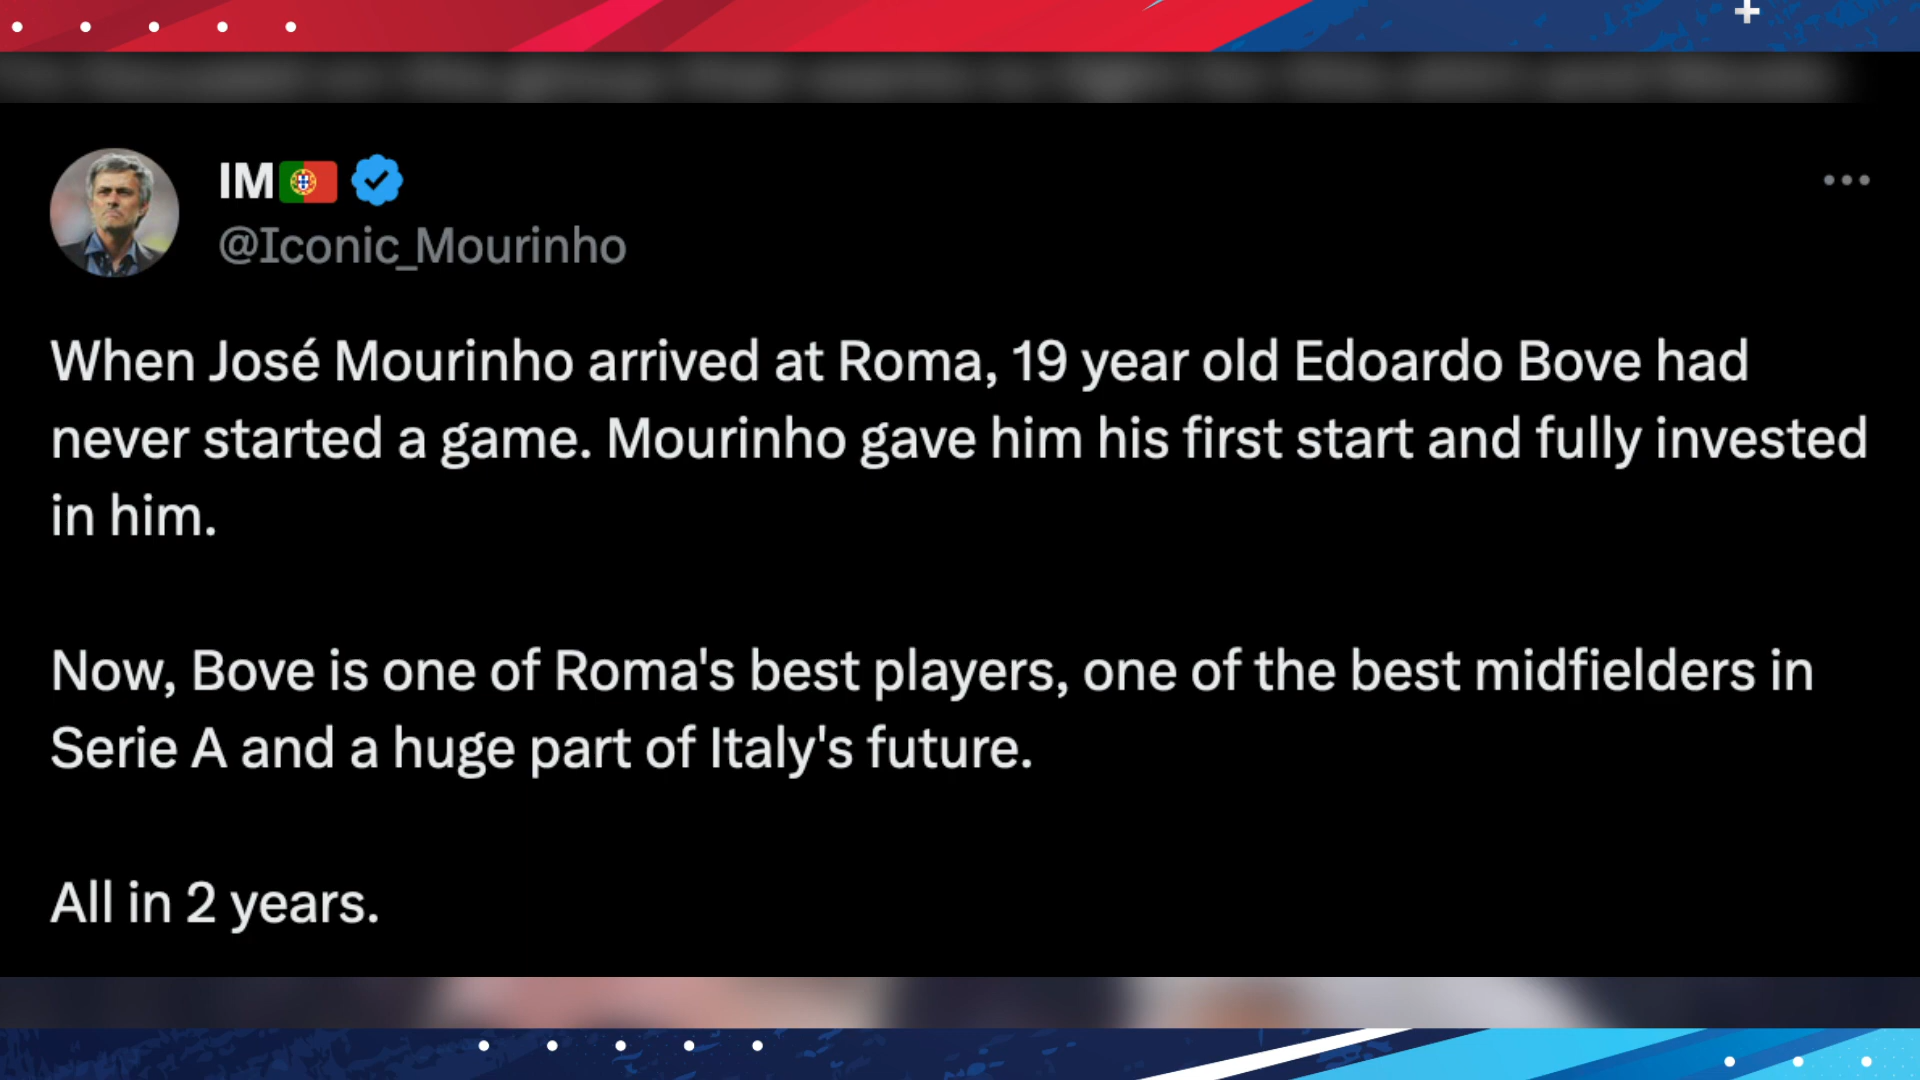 IM🇵🇹
@Iconic_Mourinho
When José Mourinho arrived at Roma, 19 year old Edoardo Bove had
never started a game. Mourinho gave him his first start and fully invested
in him.
Now, Bove is one of Roma's best players, one of the best midfielders in
Serie A and a huge part of Italy's future.
All in 2 years.